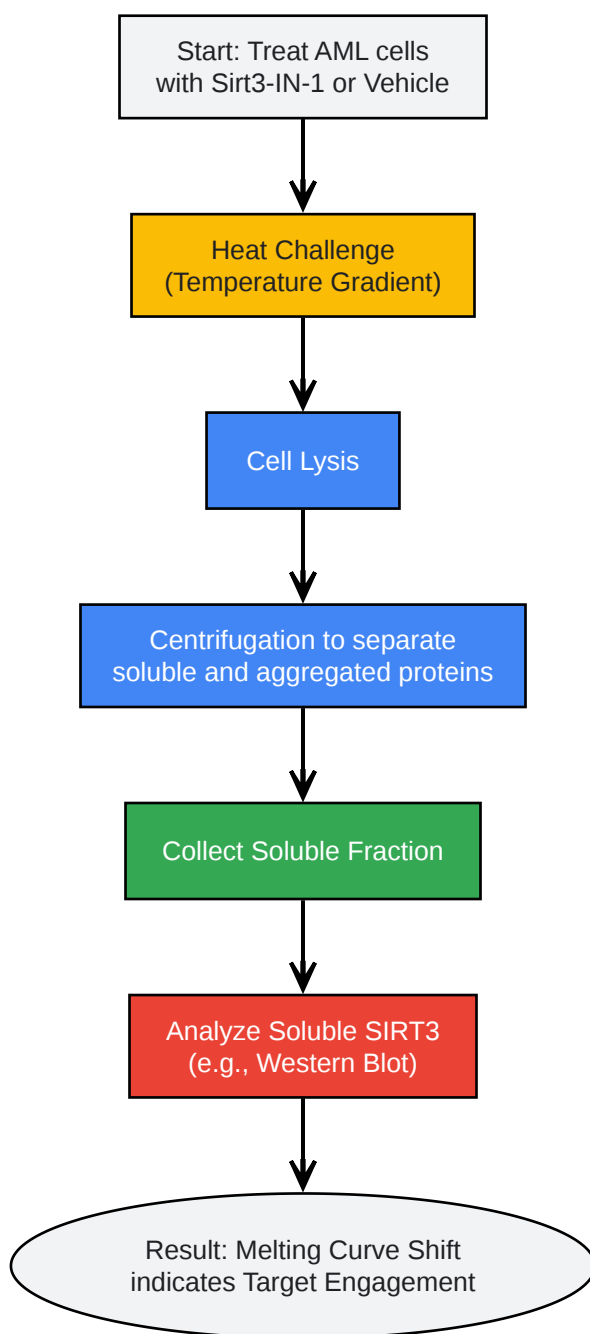 Start: Treat AML cells
with Sirt3-IN-1 or Vehicle
Heat Challenge
(Temperature Gradient)
Cell Lysis
Centrifugation to separate
soluble and aggregated proteins
Collect Soluble Fraction
Analyze Soluble SIRT3
(e.g., Western Blot)
Result: Melting Curve Shift
indicates Target Engagement